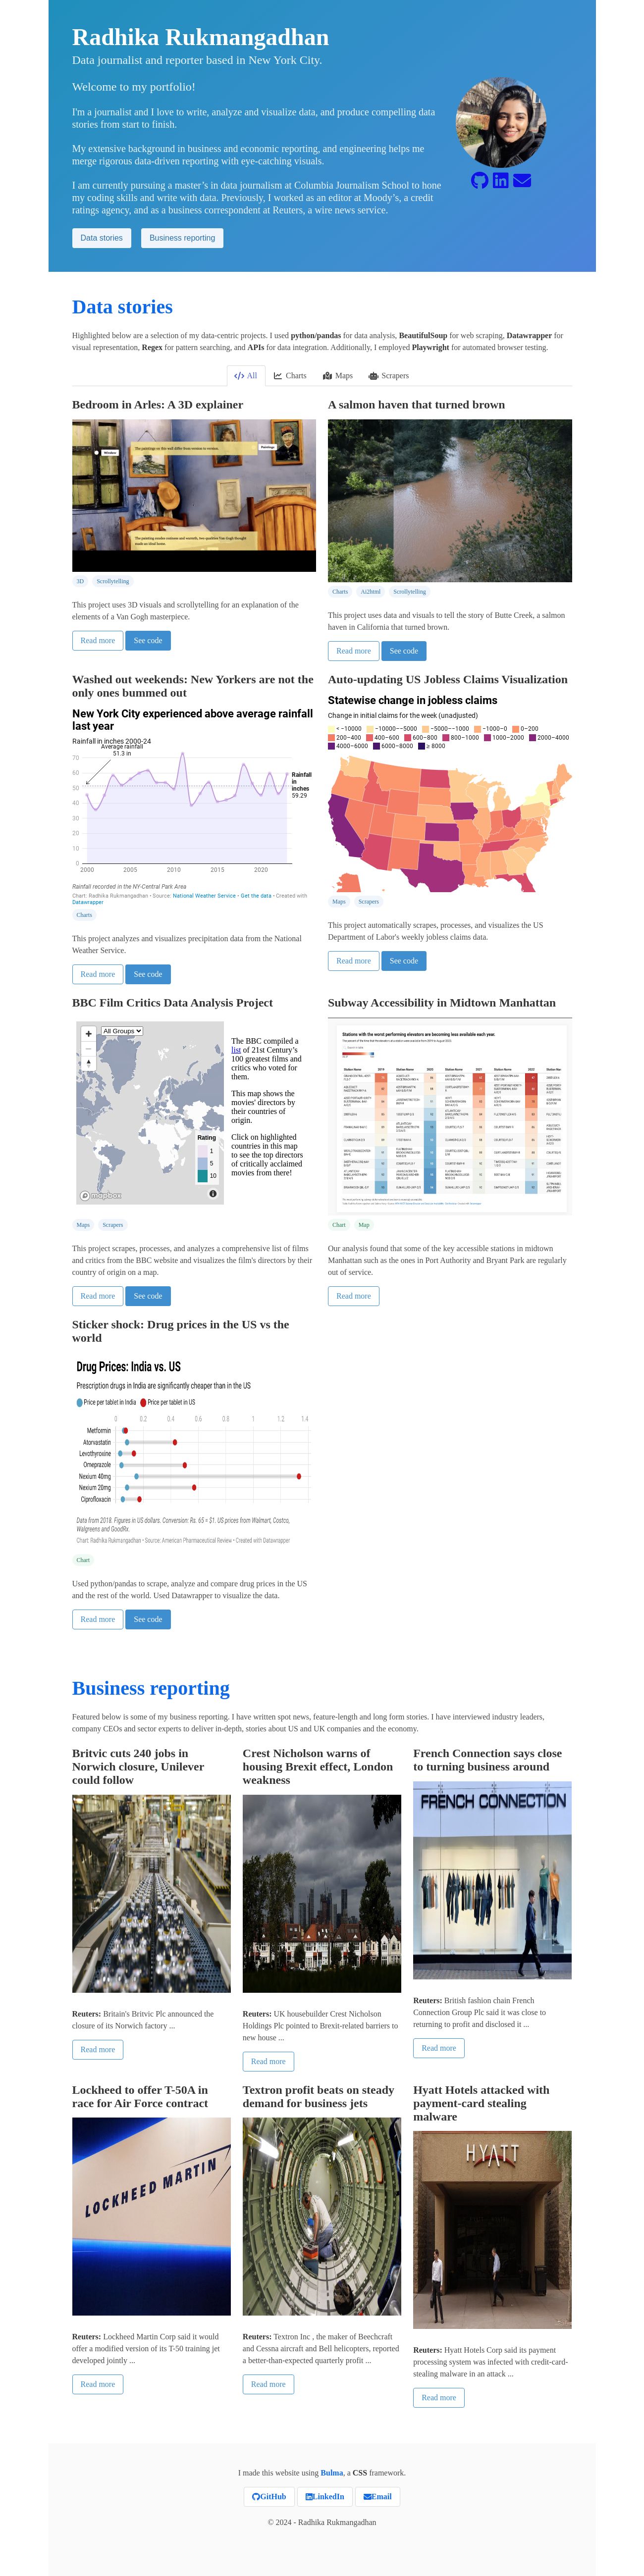 Radhika Rukmangadhan
Data journalist and reporter based in New York City.
Welcome to my portfolio!
I'm a journalist and I love to write, analyze and visualize data, and produce compelling data
stories from start to finish.
My extensive background in business and economic reporting, and engineering helps me
merge rigorous data-driven reporting with eye-catching visuals.
I am currently pursuing a master’s in data journalism at Columbia Journalism School to hone
my coding skills and write with data. Previously, I worked as an editor at Moody’s, a credit
ratings agency, and as a business correspondent at Reuters, a wire news service.
Data stories
Business reporting
Data stories
Highlighted below are a selection of my data-centric projects. I used python/pandas for data analysis, BeautifulSoup for web scraping, Datawrapper for
visual representation, Regex for pattern searching, and APIs for data integration. Additionally, I employed Playwright for automated browser testing.
All
Charts
Maps
Scrapers
Bedroom in Arles: A 3D explainer
3D
Scrollytelling
This project uses 3D visuals and scrollytelling for an explanation of the
elements of a Van Gogh masterpiece.
Read more
See code
A salmon haven that turned brown
Charts
Ai2html
Scrollytelling
This project uses data and visuals to tell the story of Butte Creek, a salmon
haven in California that turned brown.
Read more
See code
Washed out weekends: New Yorkers are not the
only ones bummed out
New York City experienced above average rainfall
last year
Rainfall in inches 2000-24
Average rainfall
51.3 in
70
60
50
40
30
20
10
0
2000
2005
2010
2015
2020
Rainfall
in
inches
59.29
Rainfall recorded in the NY-Central Park Area
Chart: Radhika Rukmangadhan • Source: National Weather Service • Get the data • Created with
Datawrapper
Charts
This project analyzes and visualizes precipitation data from the National
Weather Service.
Read more
See code
Auto-updating US Jobless Claims Visualization
Statewise change in jobless claims
Change in initial claims for the week (unadjusted)
< −10000
−10000–−5000
−5000–−1000
−1000–0
0–200
200–400
400–600
600–800
800–1000
1000–2000
2000–4000
4000–6000
6000–8000
≥ 8000
Maps
Scrapers
This project automatically scrapes, processes, and visualizes the US
Department of Labor's weekly jobless claims data.
Read more
See code
BBC Film Critics Data Analysis Project
All Groups
The BBC compiled a
list of 21st Century’s
100 greatest films and
critics who voted for
them.
This map shows the
movies' directors by
their countries of
origin.
Click on highlighted
countries in this map
to see the top directors
of critically acclaimed
movies from there!
Rating
1
5
10
mapbox
Maps
Scrapers
This project scrapes, processes, and analyzes a comprehensive list of films
and critics from the BBC website and visualizes the film's directors by their
country of origin on a map.
Read more
See code
Subway Accessibility in Midtown Manhattan
Stations with the worst performing elevators are becoming less available each year.
Chart
Map
Our analysis found that some of the key accessible stations in midtown
Manhattan such as the ones in Port Authority and Bryant Park are regularly
out of service.
Read more
Sticker shock: Drug prices in the US vs the
world
Drug Prices: India vs. US
Prescription drugs in India are significantly cheaper than in the US
Price per tablet in India
Price per tablet in US
0
0.2
0.4
0.6
0.8
1
1.2
1.4
Metformin
Atorvastatin
Levothyroxine
Omeprazole
Nexium 40mg
Nexium 20mg
Ciprofloxacin
Data from 2018. Figures in US dollars. Conversion: Rs. 65 = $1. US prices from Walmart, Costco,
Walgreens and GoodRx.
Chart: Radhika Rukmangadhan • Source: American Pharmaceutical Review • Created with Datawrapper
Chart
Used python/pandas to scrape, analyze and compare drug prices in the US
and the rest of the world. Used Datawrapper to visualize the data.
Read more
See code
Business reporting
Featured below is some of my business reporting. I have written spot news, feature-length and long form stories. I have interviewed industry leaders,
company CEOs and sector experts to deliver in-depth, stories about US and UK companies and the economy.
Britvic cuts 240 jobs in
Norwich closure, Unilever
could follow
Reuters: Britain's Britvic Plc announced the
closure of its Norwich factory ...
Read more
Crest Nicholson warns of
housing Brexit effect, London
weakness
Reuters: UK housebuilder Crest Nicholson
Holdings Plc pointed to Brexit-related barriers to
new house ...
Read more
French Connection says close
to turning business around
FRENCH CONNECTION
Reuters: British fashion chain French
Connection Group Plc said it was close to
returning to profit and disclosed it ...
Read more
Lockheed to offer T-50A in
race for Air Force contract
LOCKHEED MARTIN
Reuters: Lockheed Martin Corp said it would
offer a modified version of its T-50 training jet
developed jointly ...
Read more
Textron profit beats on steady
demand for business jets
Reuters: Textron Inc , the maker of Beechcraft
and Cessna aircraft and Bell helicopters, reported
a better-than-expected quarterly profit ...
Read more
Hyatt Hotels attacked with
payment-card stealing
malware
HYATT
Reuters: Hyatt Hotels Corp said its payment
processing system was infected with credit-card-
stealing malware in an attack ...
Read more
I made this website using Bulma, a CSS framework.
GitHub
LinkedIn
Email
© 2024 - Radhika Rukmangadhan